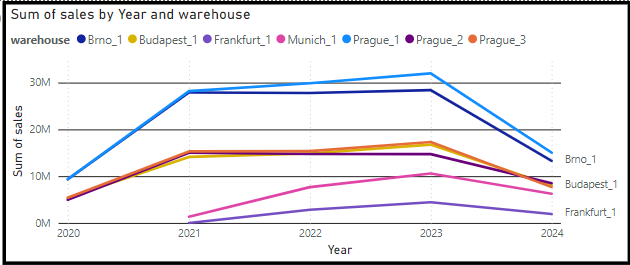 Sum of sales by Year and warehouse
warehouse Brno_1 Budapest_1 Frankfurt_1 Munich_1 Prague_1 Prague_2 Prague_3
30M
20M
10M
0M
Sum of sales
Brno_1
Budapest_1
Frankfurt_1
2020 2021 2022 2023 2024
Year